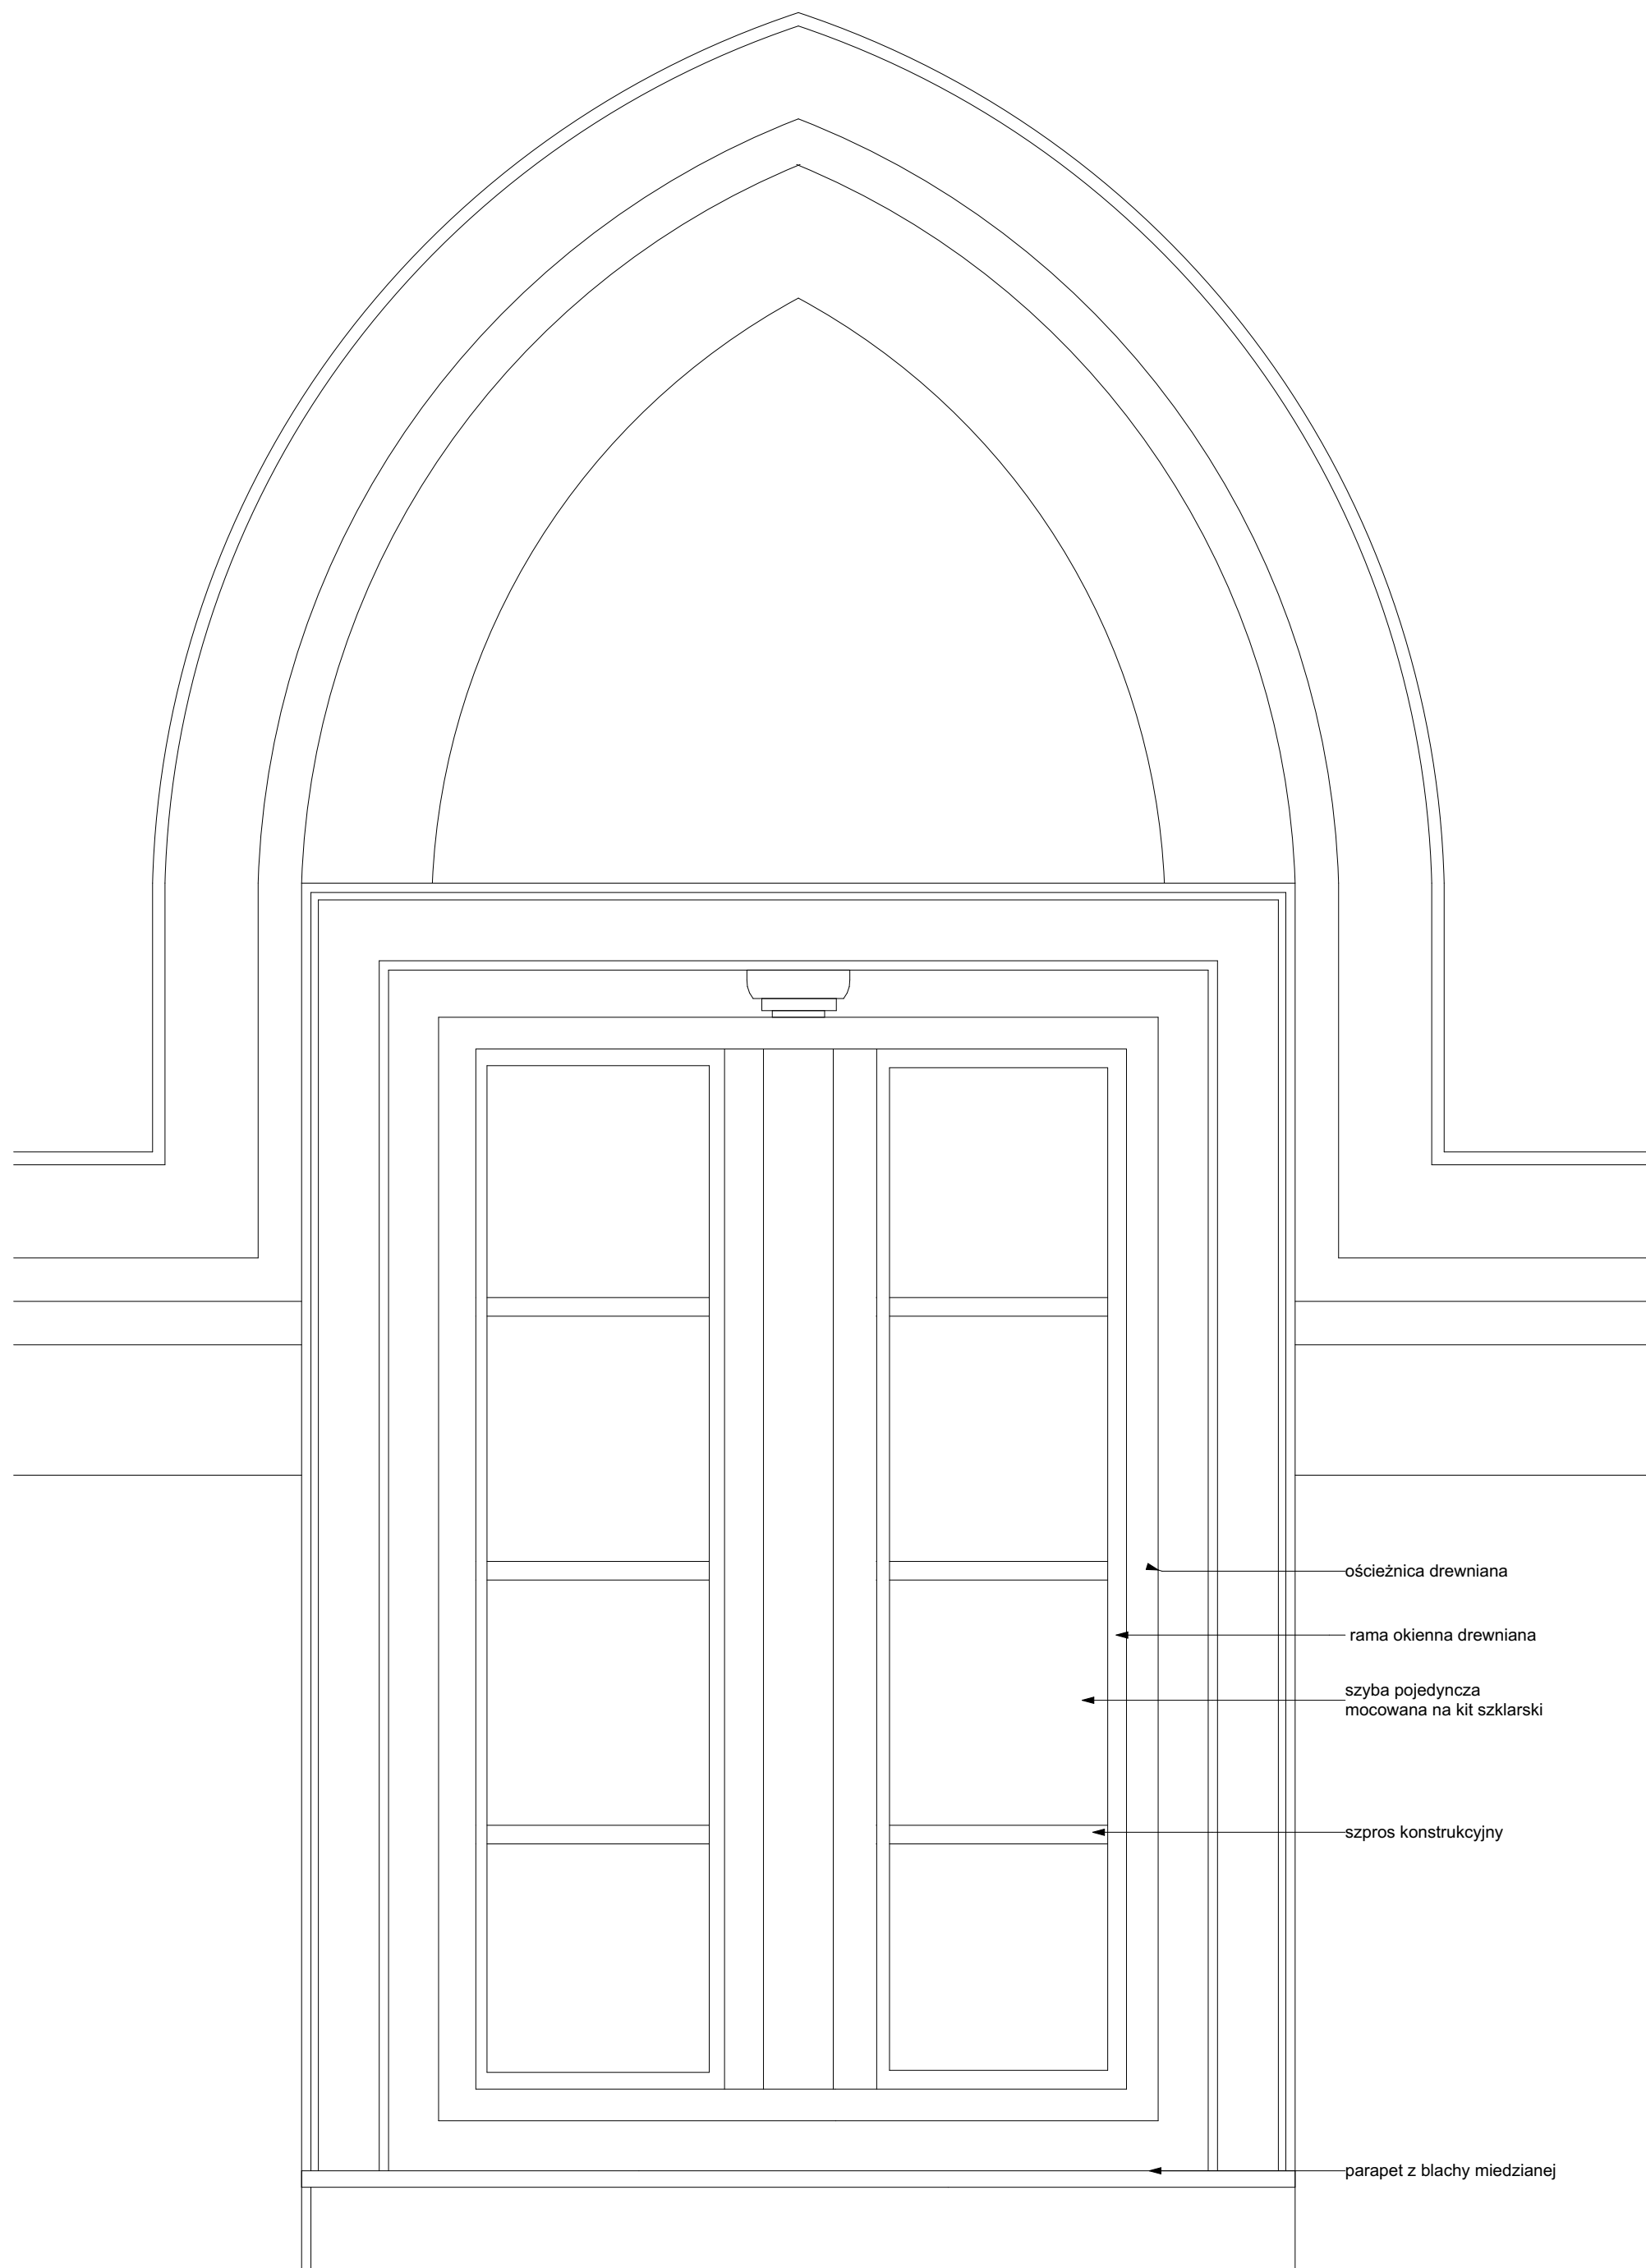 ościeżnica drewniana
rama okienna drewniana
szyba pojedyncza
mocowana na kit szklarski
szpros konstrukcyjny
parapet z blachy miedzianej